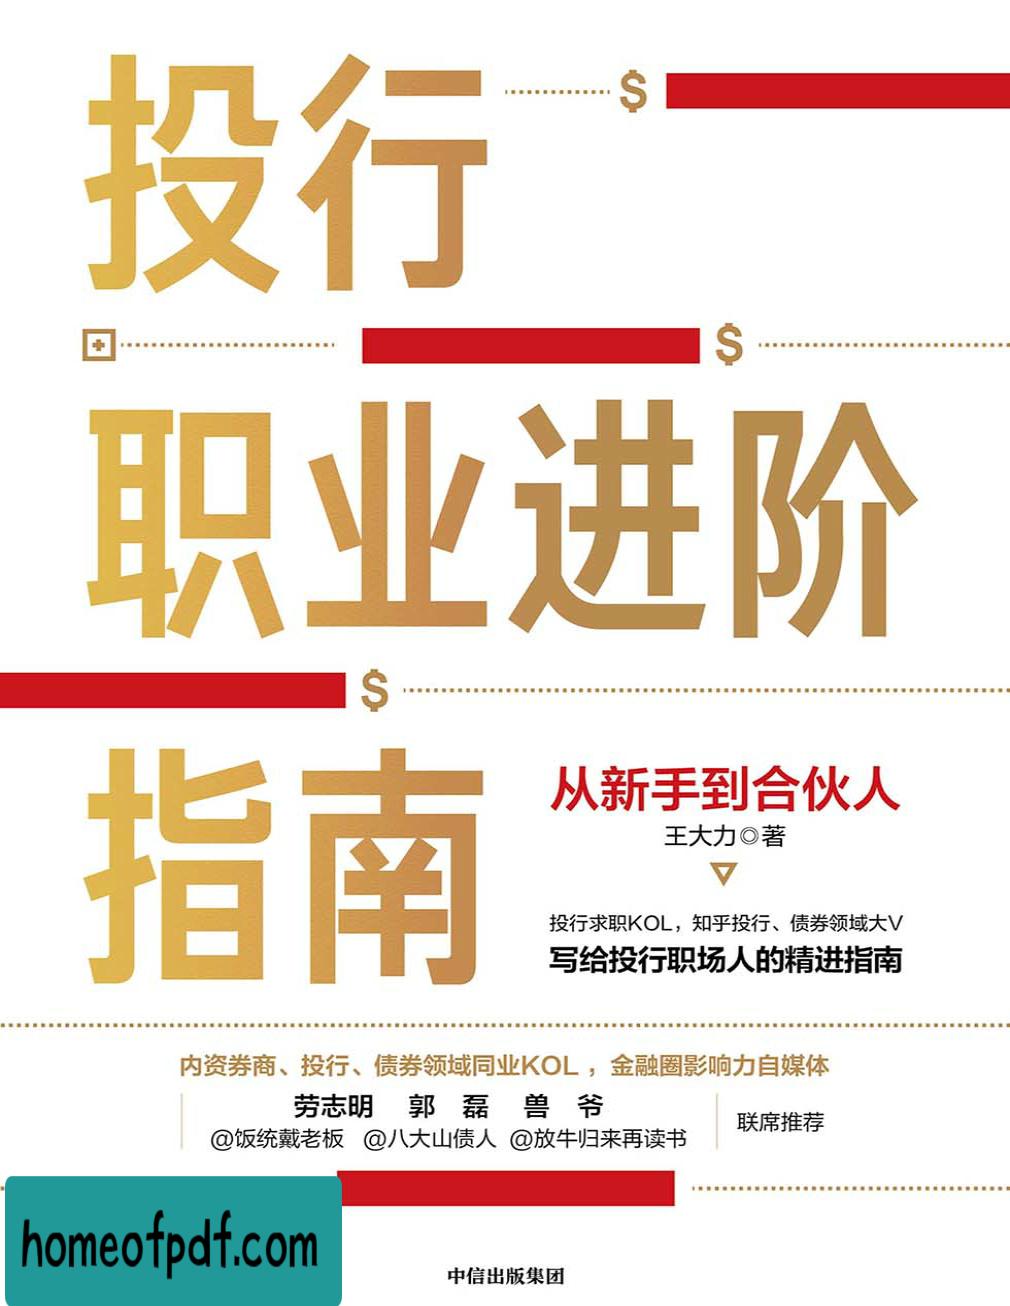 投行
职业进阶
指南
从新手到合伙人
王大力◎著
投行求职KOL，知乎投行、债券领域大V
写给投行职场人的精进指南
内资券商、投行、债券领域同业KOL，金融圈影响力自媒体
劳志明 郭磊 兽爷
@饭统戴老板 @八大山债人 @放牛归来再读书
联席推荐
homeofpdf.com
中信出版集团